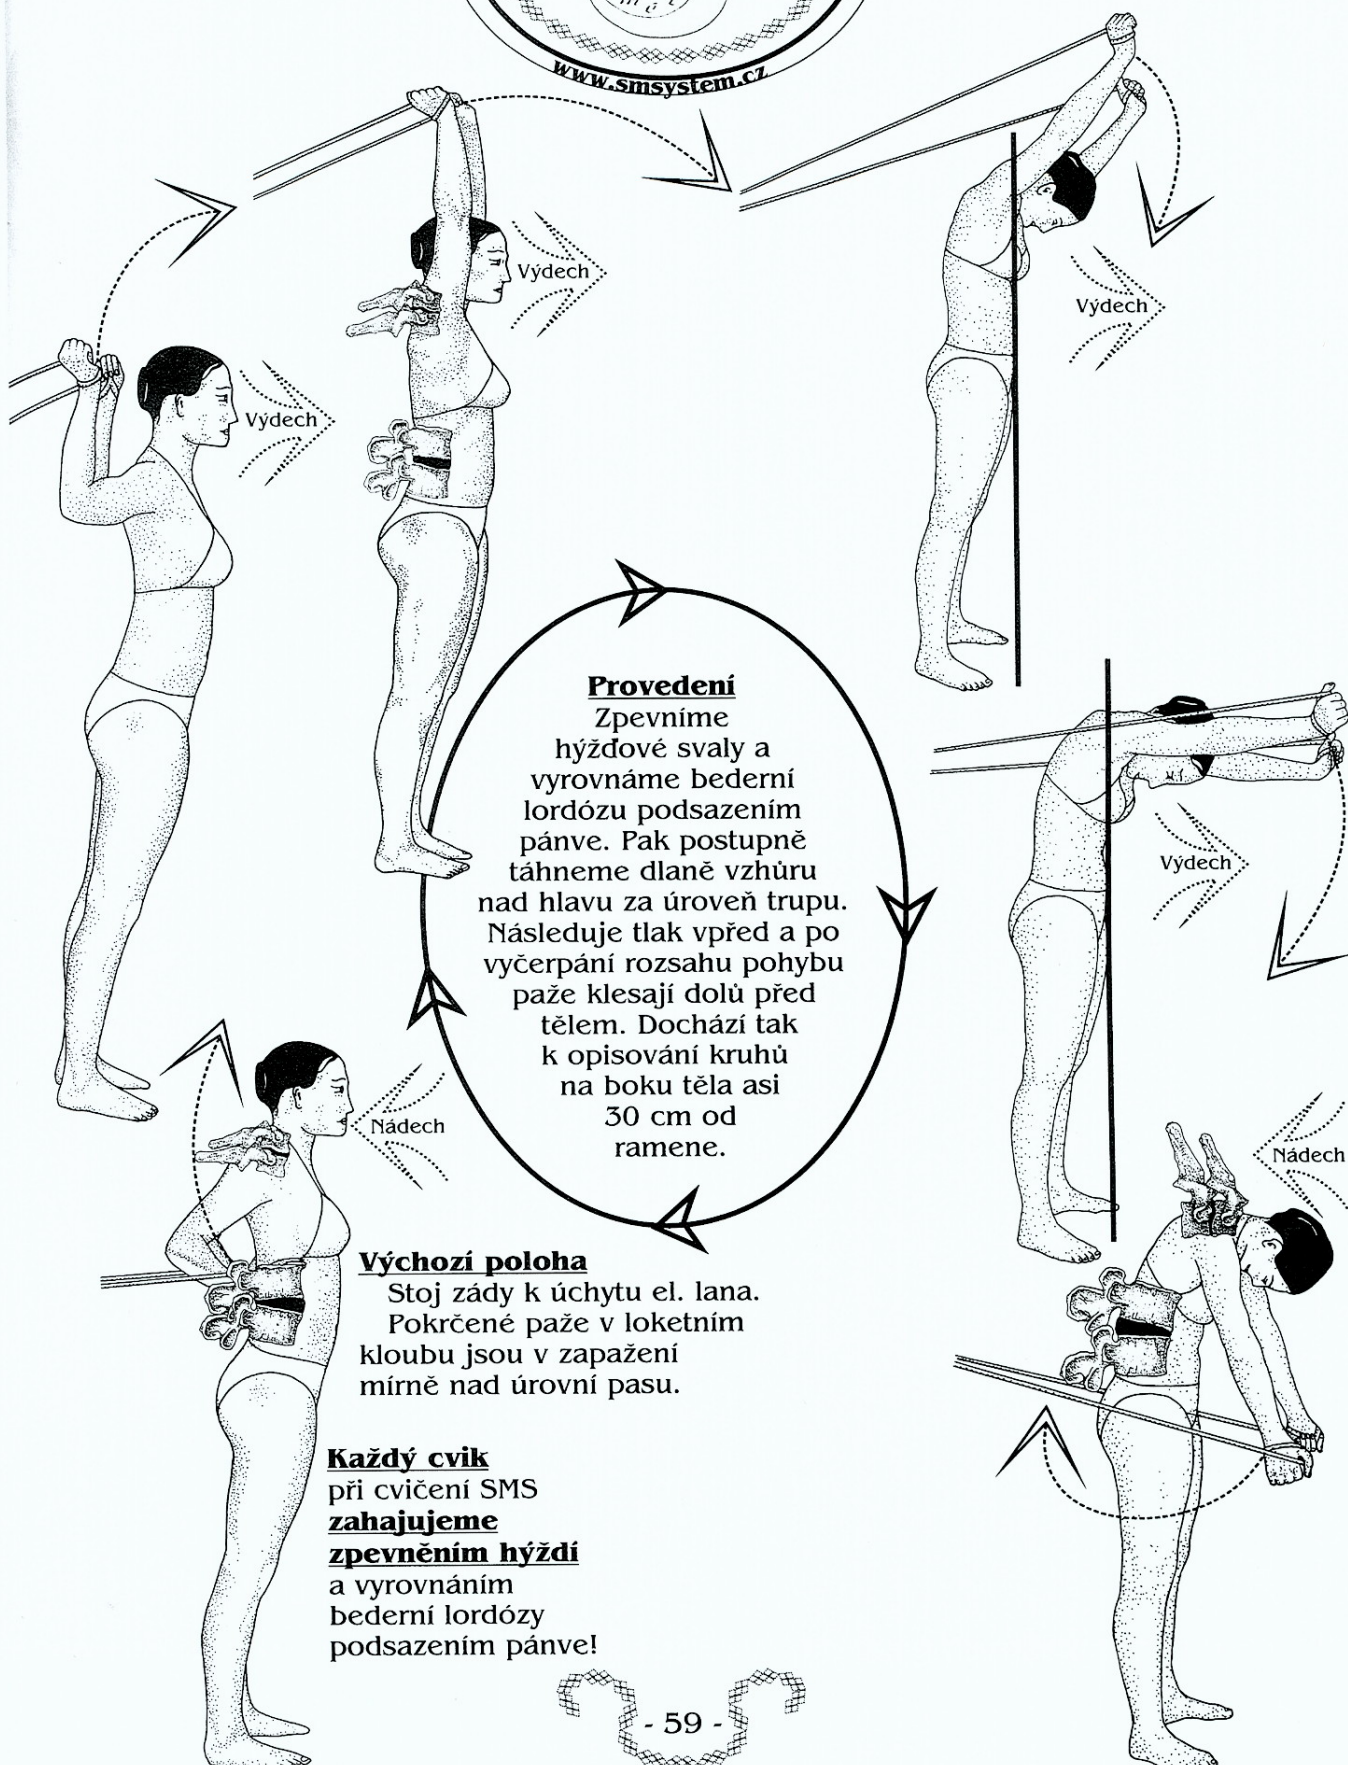 www.smsystem.cz
Výdech
Výdech
Výdech
Provedení
Zpevníme
hýžďové svaly a
vyrovnáme bederní
lordózu podsazením
pánve. Pak postupně
táhneme dlaně vzhůru
nad hlavu za úroveň trupu.
Následuje tlak vpřed a po
vyčerpání rozsahu pohybu
paže klesají dolů před
tělem. Dochází tak
k opisování kruhů
na boku těla asi
30 cm od
ramene.
Výdech
Nádech
Nádech
Výchozí poloha
Stoj zády k úchytu el. lana.
Pokrčené paže v loketním
kloubu jsou v zapažení
mírně nad úrovní pasu.
Každý cvik
při cvičení SMS
zahajujeme
zpevněním hýždí
a vyrovnáním
bederní lordózy
podsazením pánve!
- 59 -